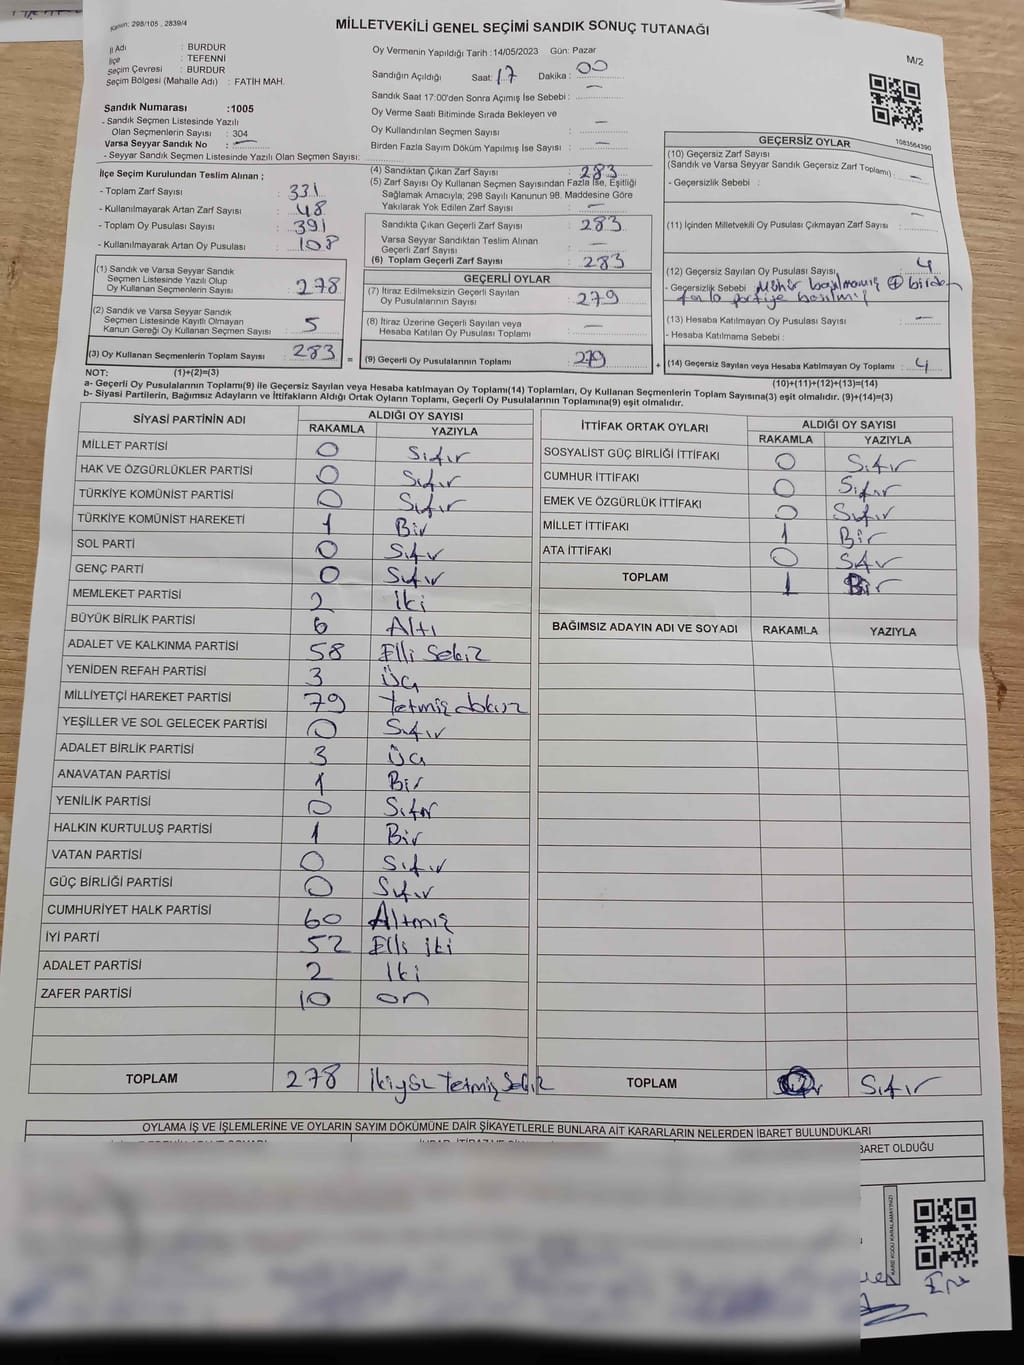 Kanun: 298/105 , 2839/4
MİLLETVEKİLİ GENEL SEÇİMİ SANDIK SONUÇ TUTANAĞI
M/2
İl Adı : BURDUR
İlçe : TEFENNİ
Seçim Çevresi : BURDUR
Seçim Bölgesi (Mahalle Adı) : FATİH MAH.
Sandık Numarası :1005
- Sandık Seçmen Listesinde Yazılı
Olan Seçmenlerin Sayısı : 304
Varsa Seyyar Sandık No : —
- Seyyar Sandık Seçmen Listesinde Yazılı Olan Seçmen Sayısı:
İlçe Seçim Kurulundan Teslim Alınan ;
- Toplam Zarf Sayısı : 331
- Kullanılmayarak Artan Zarf Sayısı : 48
- Toplam Oy Pusulası Sayısı : 391
- Kullanılmayarak Artan Oy Pusulası : 108
(1) Sandık ve Varsa Seyyar Sandık
Seçmen Listesinde Yazılı Olup
Oy Kullanan Seçmenlerin Sayısı : 278
(2) Sandık ve Varsa Seyyar Sandık
Seçmen Listesinde Kayıtlı Olmayan
Kanun Gereği Oy Kullanan Seçmen Sayısı : 5
(3) Oy Kullanan Seçmenlerin Toplam Sayısı : 283 =
Oy Vermenin Yapıldığı Tarih :14/05/2023 Gün: Pazar
Sandığın Açıldığı Saat: 17 Dakika : 00
Sandık Saat 17:00'den Sonra Açılmış İse Sebebi : —
Oy Verme Saati Bitiminde Sırada Bekleyen ve
Oy Kullandırılan Seçmen Sayısı : —
Birden Fazla Sayım Döküm Yapılmış İse Sayısı : —
(4) Sandıktan Çıkan Zarf Sayısı : 283
(5) Zarf Sayısı Oy Kullanan Seçmen Sayısından Fazla İse, Eşitliği
Sağlamak Amacıyla; 298 Sayılı Kanunun 98. Maddesine Göre
Yakılarak Yok Edilen Zarf Sayısı : —
Sandıkta Çıkan Geçerli Zarf Sayısı : 283
Varsa Seyyar Sandıktan Teslim Alınan
Geçerli Zarf Sayısı : —
(6) Toplam Geçerli Zarf Sayısı : 283
GEÇERLİ OYLAR
(7) İtiraz Edilmeksizin Geçerli Sayılan
Oy Pusulasının Sayısı : 279
(8) İtiraz Üzerine Geçerli Sayılan veya
Hesaba Katılan Oy Pusulası Toplamı : —
(9) Geçerli Oy Pusulalarının Toplamı : 279 +
1083564390
GEÇERSİZ OYLAR
(10) Geçersiz Zarf Sayısı
(Sandık ve Varsa Seyyar Sandık Geçersiz Zarf Toplamı) : —
- Geçersizlik Sebebi :
(11) İçinden Milletvekili Oy Pusulası Çıkmayan Zarf Sayısı : —
(12) Geçersiz Sayılan Oy Pusulası Sayısı : 4
- Geçersizlik Sebebi : Mühür basılmamış + birden
fazla partiye basılmış
(13) Hesaba Katılmayan Oy Pusulası Sayısı : —
- Hesaba Katılmama Sebebi :
(14) Geçersiz Sayılan veya Hesaba Katılmayan Oy Toplamı : 4
NOT: (1)+(2)=(3) (10)+(11)+(12)+(13)=(14)
a- Geçerli Oy Pusulalarının Toplamı(9) ile Geçersiz Sayılan veya Hesaba katılmayan Oy Toplamı(14) Toplamları, Oy Kullanan Seçmenlerin Toplam Sayısına(3) eşit olmalıdır. (9)+(14)=(3)
b- Siyasi Partilerin, Bağımsız Adayların ve İttifakların Aldığı Ortak Oyların Toplamı, Geçerli Oy Pusulalarının Toplamına(9) eşit olmalıdır.
SİYASİ PARTİNİN ADI ALDIĞI OY SAYISI
RAKAMLA YAZIYLA
MİLLET PARTİSİ 0 Sıfır
HAK VE ÖZGÜRLÜKLER PARTİSİ 0 Sıfır
TÜRKİYE KOMÜNİST PARTİSİ 0 Sıfır
TÜRKİYE KOMÜNİST HAREKETİ 1 Bir
SOL PARTİ 0 Sıfır
GENÇ PARTİ 0 Sıfır
MEMLEKET PARTİSİ 2 İki
BÜYÜK BİRLİK PARTİSİ 6 Altı
ADALET VE KALKINMA PARTİSİ 58 Elli Sekiz
YENİDEN REFAH PARTİSİ 3 Üç
MİLLİYETÇİ HAREKET PARTİSİ 79 Yetmiş dokuz
YEŞİLLER VE SOL GELECEK PARTİSİ 0 Sıfır
ADALET BİRLİK PARTİSİ 3 Üç
ANAVATAN PARTİSİ 1 Bir
YENİLİK PARTİSİ 0 Sıfır
HALKIN KURTULUŞ PARTİSİ 1 Bir
VATAN PARTİSİ 0 Sıfır
GÜÇ BİRLİĞİ PARTİSİ 0 Sıfır
CUMHURİYET HALK PARTİSİ 60 Altmış
İYİ PARTİ 52 Elli iki
ADALET PARTİSİ 2 İki
ZAFER PARTİSİ 10 on
TOPLAM 278 İkiyüz Yetmiş Sekiz
İTTİFAK ORTAK OYLARI ALDIĞI OY SAYISI
RAKAMLA YAZIYLA
SOSYALİST GÜÇ BİRLİĞİ İTTİFAKI 0 Sıfır
CUMHUR İTTİFAKI 0 Sıfır
EMEK VE ÖZGÜRLÜK İTTİFAKI 0 Sıfır
MİLLET İTTİFAKI 1 Bir
ATA İTTİFAKI 0 Sıfır
TOPLAM 1 Bir
BAĞIMSIZ ADAYIN ADI VE SOYADI RAKAMLA YAZIYLA
TOPLAM Sıfır
OYLAMA İŞ VE İŞLEMLERİNE VE OYLARIN SAYIM DÖKÜMÜNE DAİR ŞİKAYETLERLE BUNLARA AİT KARARLARIN NELERDEN İBARET BULUNDUKLARI
BARET OLDUĞU
KARE KODU KARALAMAYINIZ!